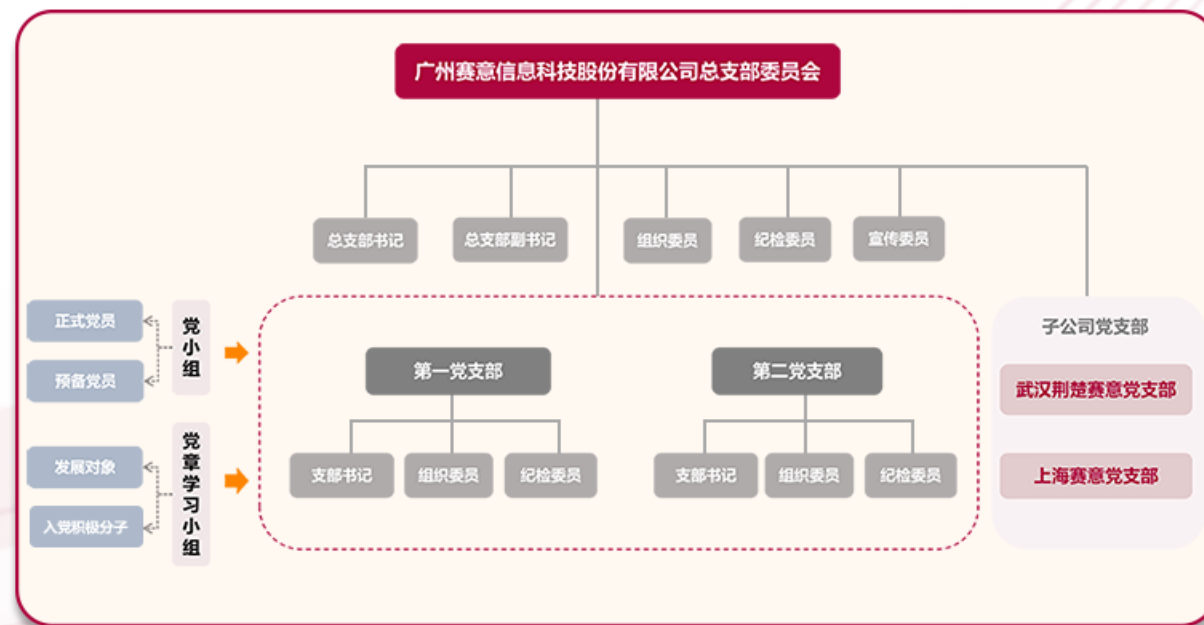 广州赛意信息科技股份有限公司总支部委员会
总支部书记
总支部副书记
组织委员
纪检委员
宣传委员
正式党员
预备党员
党小组
发展对象
入党积极分子
党章学习小组
第一党支部
支部书记
组织委员
纪检委员
第二党支部
支部书记
组织委员
纪检委员
子公司党支部
武汉荆楚赛意党支部
上海赛意党支部